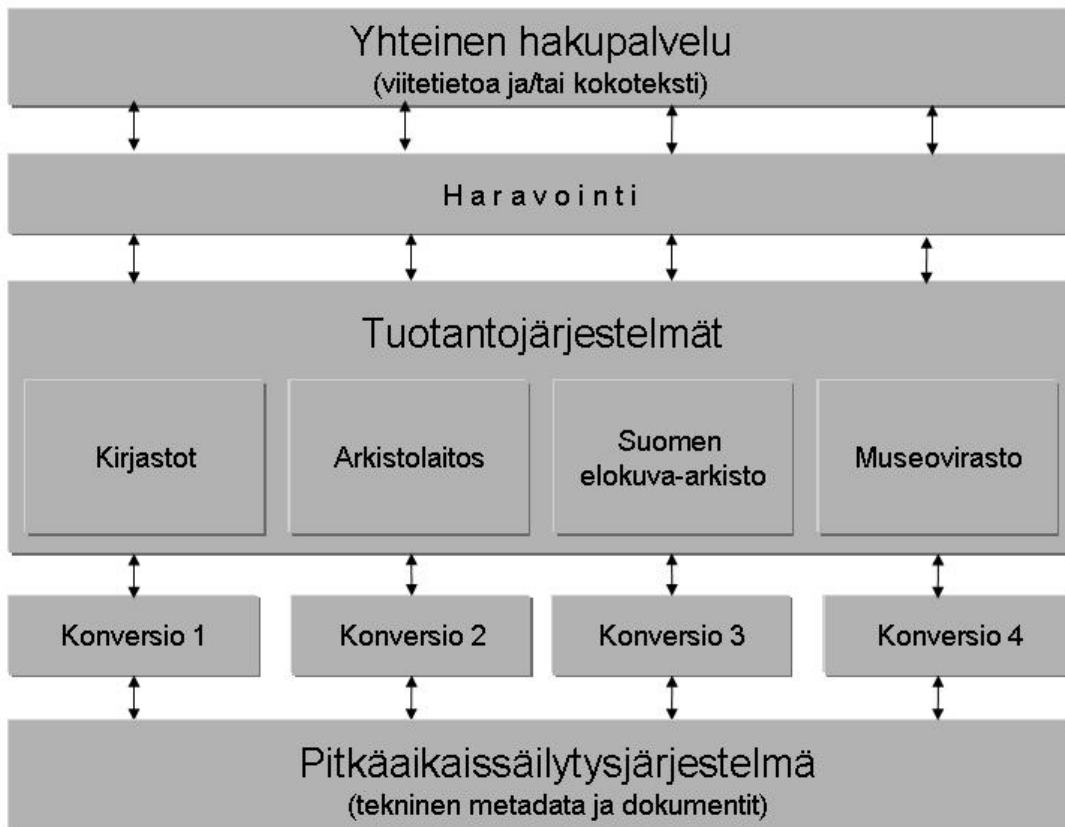 Yhteinen hakupalvelu
(viitetietoa ja/tai kokoteksti)
Haravointi
Tuotantojärjestelmät
Kirjastot
Arkistolaitos
Suomen
elokuva-arkisto
Museovirasto
Konversio 1
Konversio 2
Konversio 3
Konversio 4
Pitkäaikaissäilytysjärjestelmä
(tekninen metadata ja dokumentit)